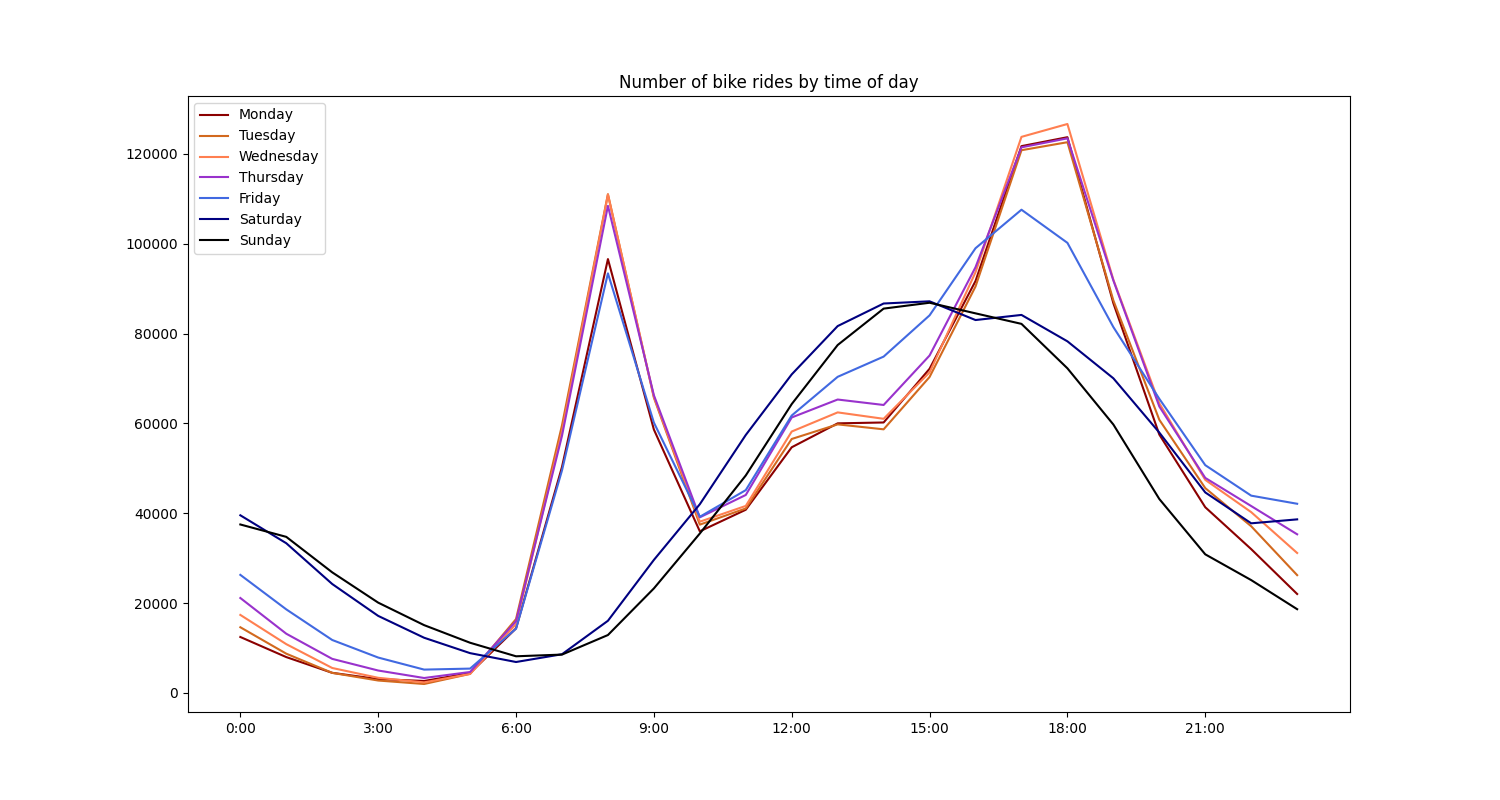 Number of bike rides by time of day
Monday
Tuesday
Wednesday
Thursday
Friday
Saturday
Sunday
120000
100000
80000
60000
40000
20000
0
0:00 3:00 6:00 9:00 12:00 15:00 18:00 21:00